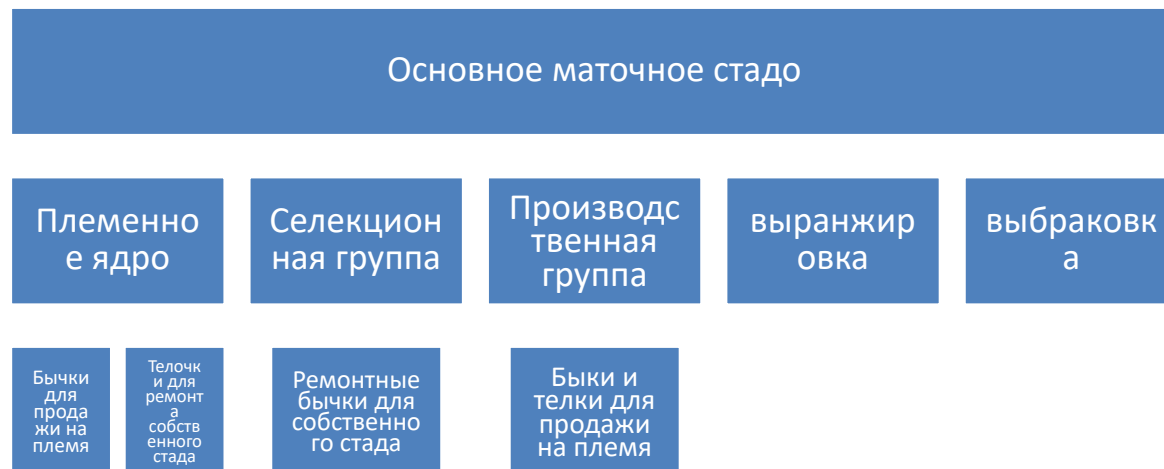 Основное маточное стадо
Племенно
е ядро
Селекцион
ная группа
Производс
твенная
группа
выранжир
овка
выбраковк
а
Бычки
для
прода
жи на
племя
Телочк
и для
ремонт
а
собств
енного
стада
Ремонтные
бычки для
собственно
го стада
Быки и
телки для
продажи
на племя